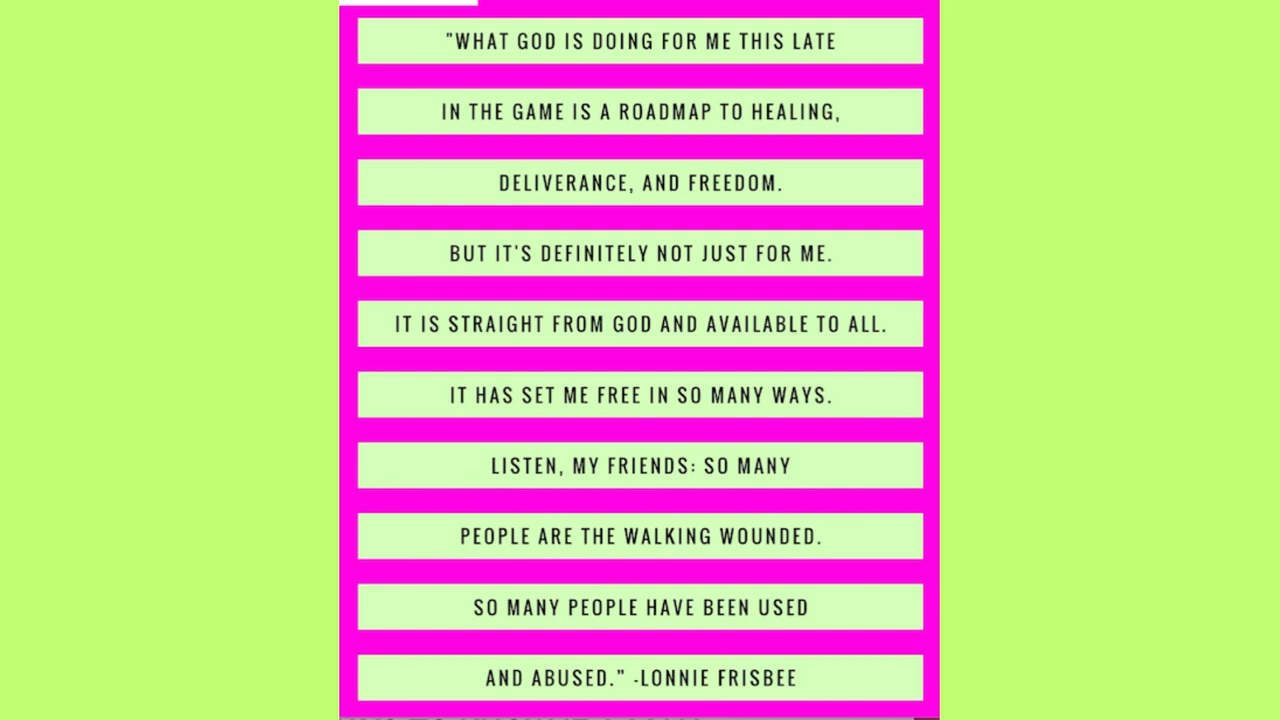 "WHAT GOD IS DOING FOR ME THIS LATE
IN THE GAME IS A ROADMAP TO HEALING,
DELIVERANCE, AND FREEDOM.
BUT IT'S DEFINITELY NOT JUST FOR ME.
IT IS STRAIGHT FROM GOD AND AVAILABLE TO ALL.
IT HAS SET ME FREE IN SO MANY WAYS.
LISTEN, MY FRIENDS: SO MANY
PEOPLE ARE THE WALKING WOUNDED.
SO MANY PEOPLE HAVE BEEN USED
AND ABUSED." -LONNIE FRISBEE